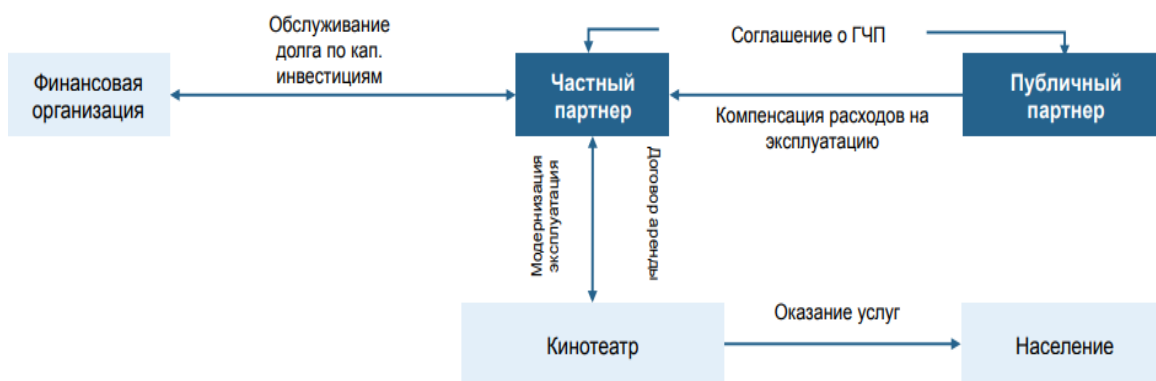 Обслуживание
долга по кап.
инвестициям
Соглашение о ГЧП
Финансовая
организация
Частный
партнер
Публичный
партнер
Компенсация расходов на
эксплуатацию
Модернизация
эксплуатация
Договор аренды
Оказание услуг
Кинотеатр
Население